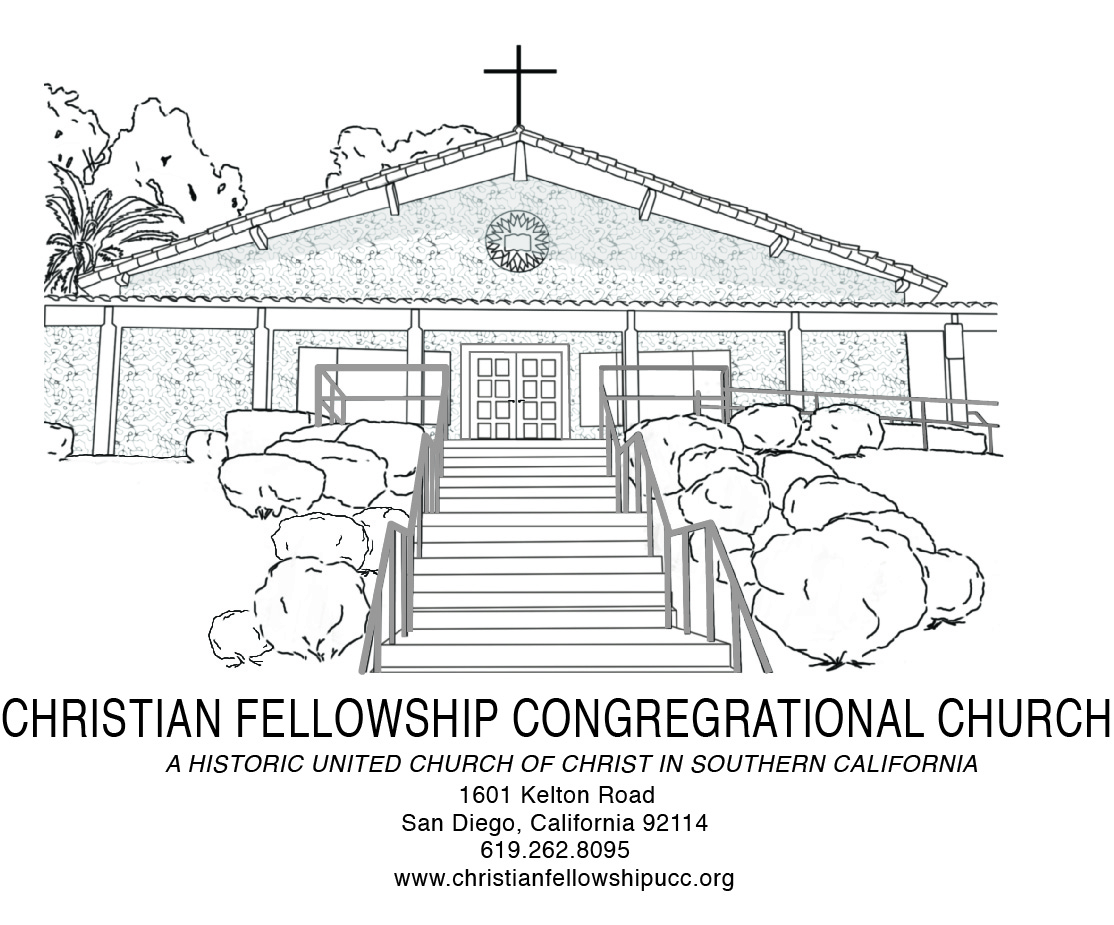 CHRISTIAN FELLOWSHIP CONGREGRATIONAL CHURCH
A HISTORIC UNITED CHURCH OF CHRIST IN SOUTHERN CALIFORNIA
1601 Kelton Road
San Diego, California 92114
619.262.8095
www.christianfellowshipucc.org